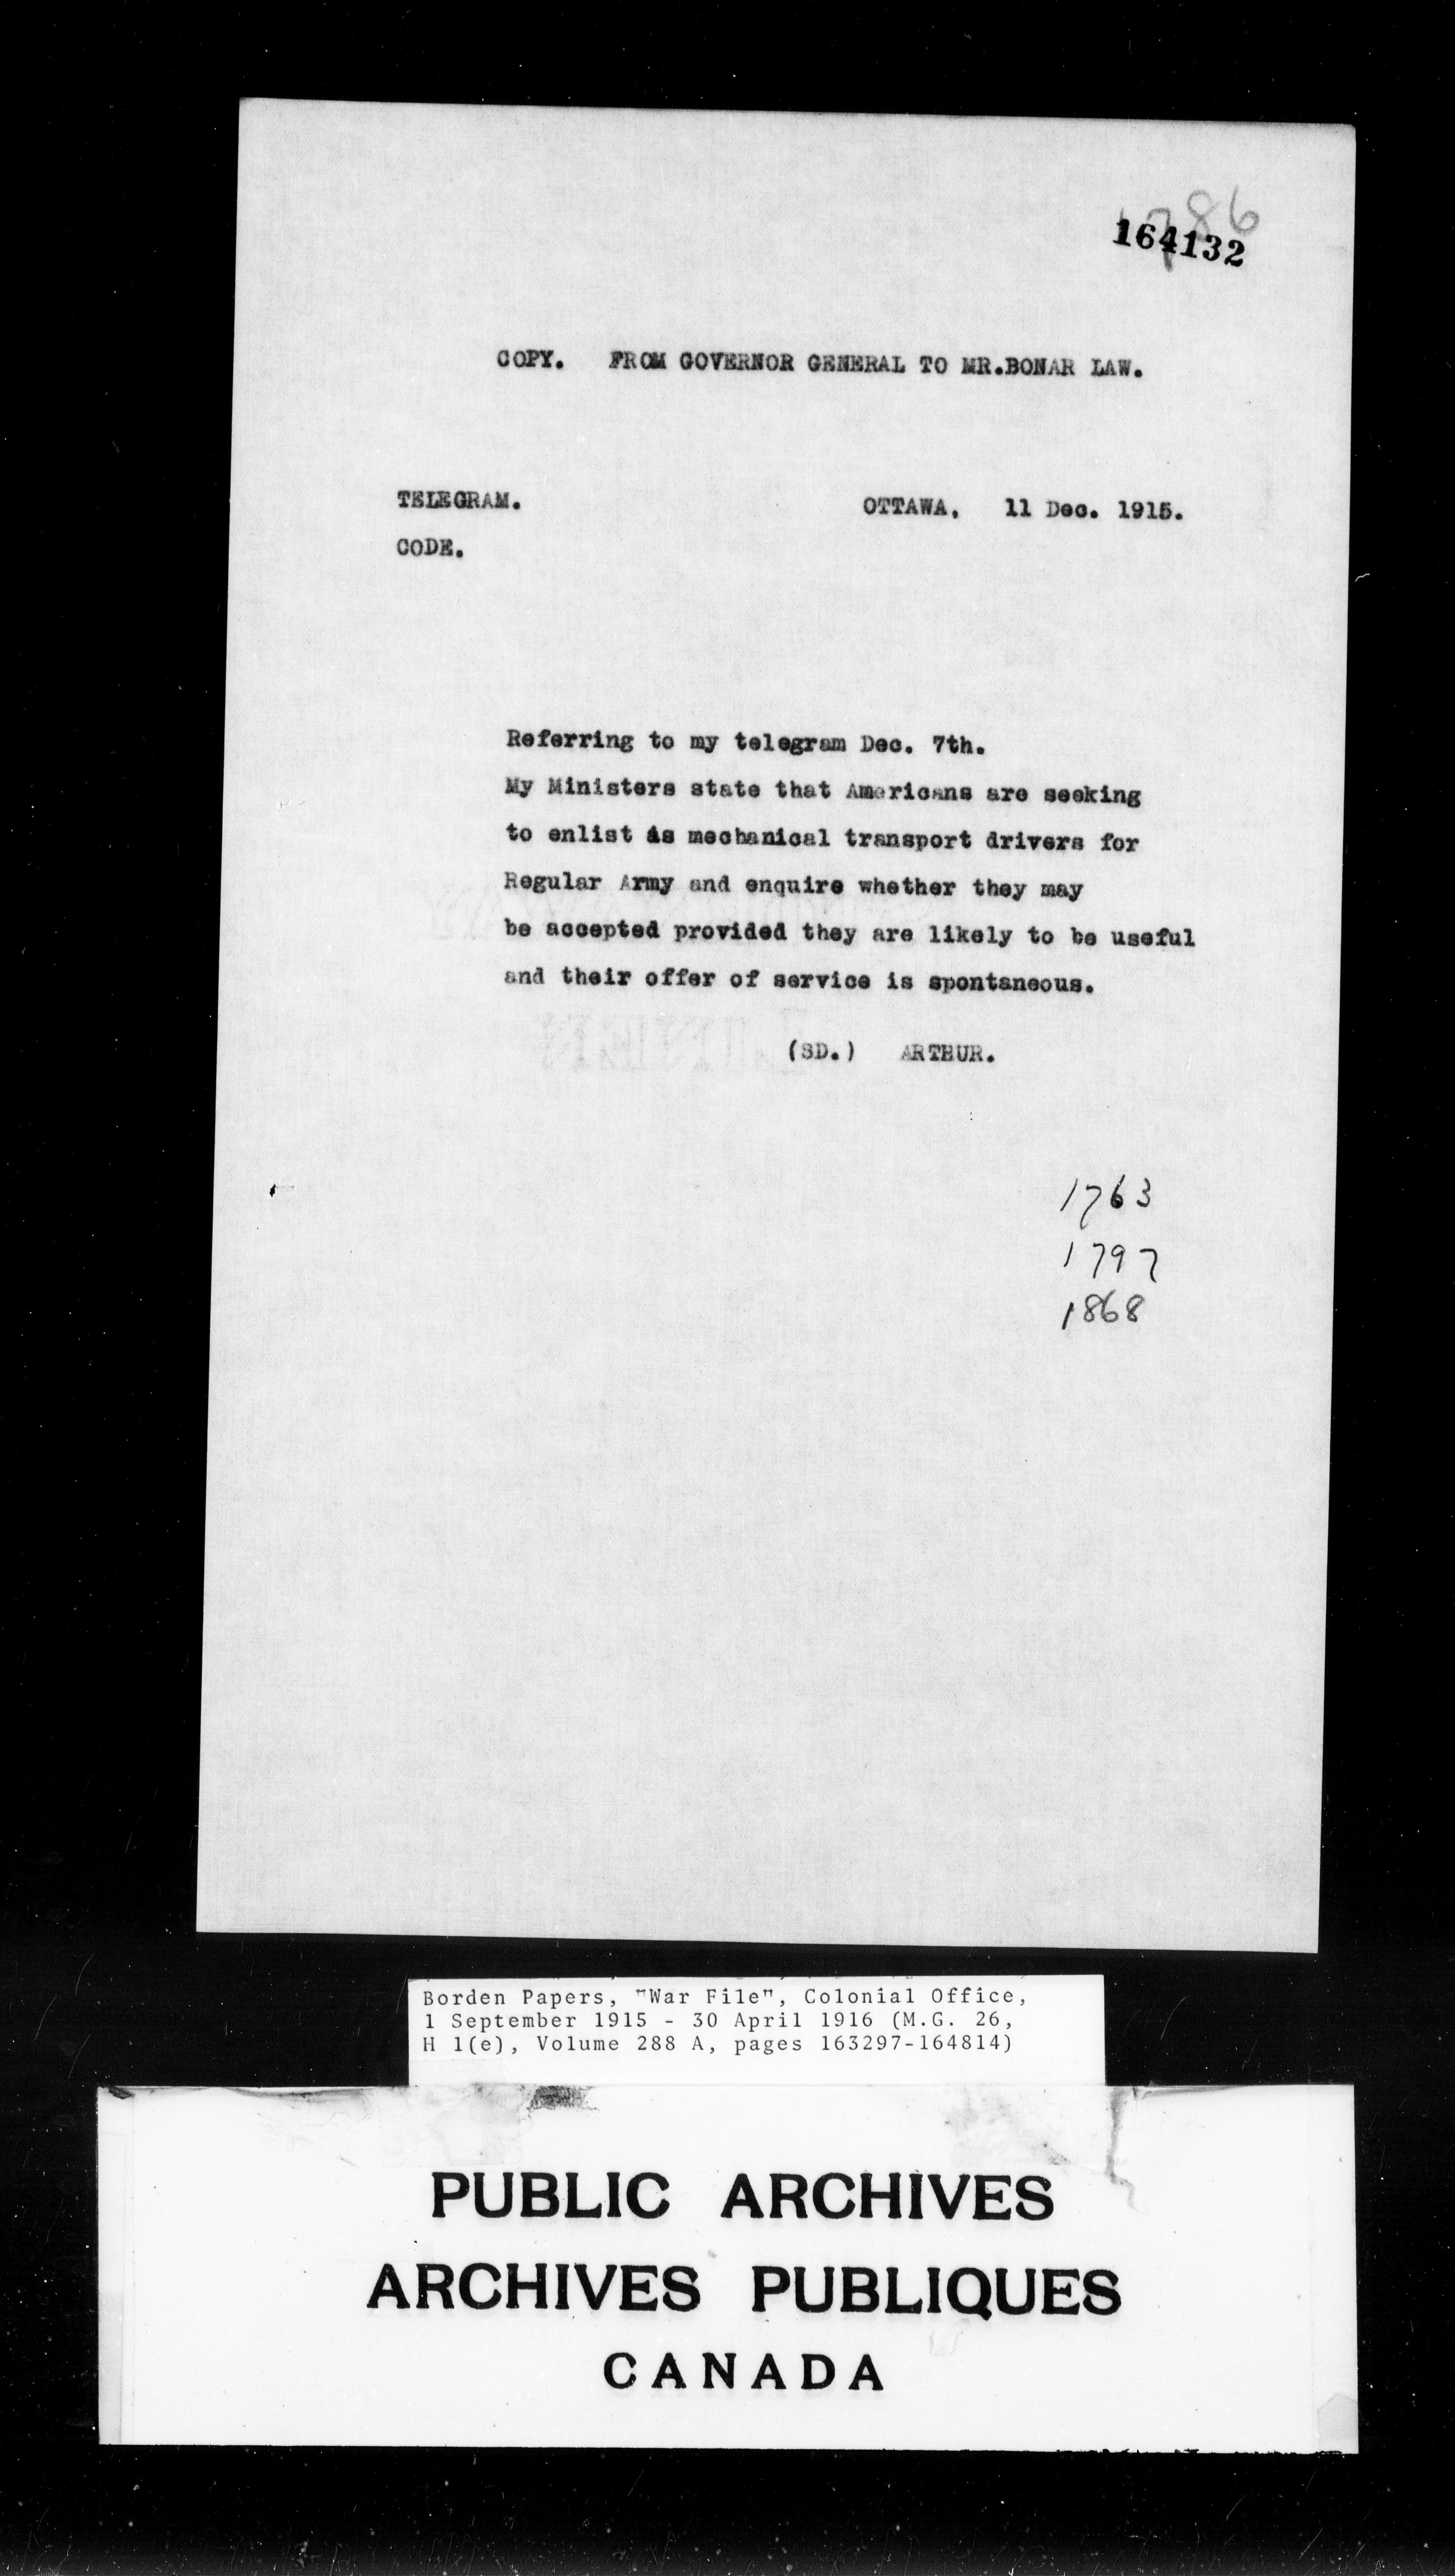 1786
164132
COPY. FROM GOVERNOR GENERAL TO MR.BONAR LAW.
TELEGRAM. OTTAWA, 11 Dec. 1915.
CODE.
Referring to my telegram Dec. 7th.
My Ministers state that Americans are seeking
to enlist as mechanical transport drivers for
Regular Army and enquire whether they may
be accepted provided they are likely to be useful
and their offer of service is spontaneous.
(SD.) ARTHUR.
1763
1797
1868
Borden Papers, "War File", Colonial Office,
1 September 1915 - 30 April 1916 (M.G. 26,
H 1(e), Volume 288 A, pages 163297-164814)
PUBLIC ARCHIVES
ARCHIVES PUBLIQUES
CANADA